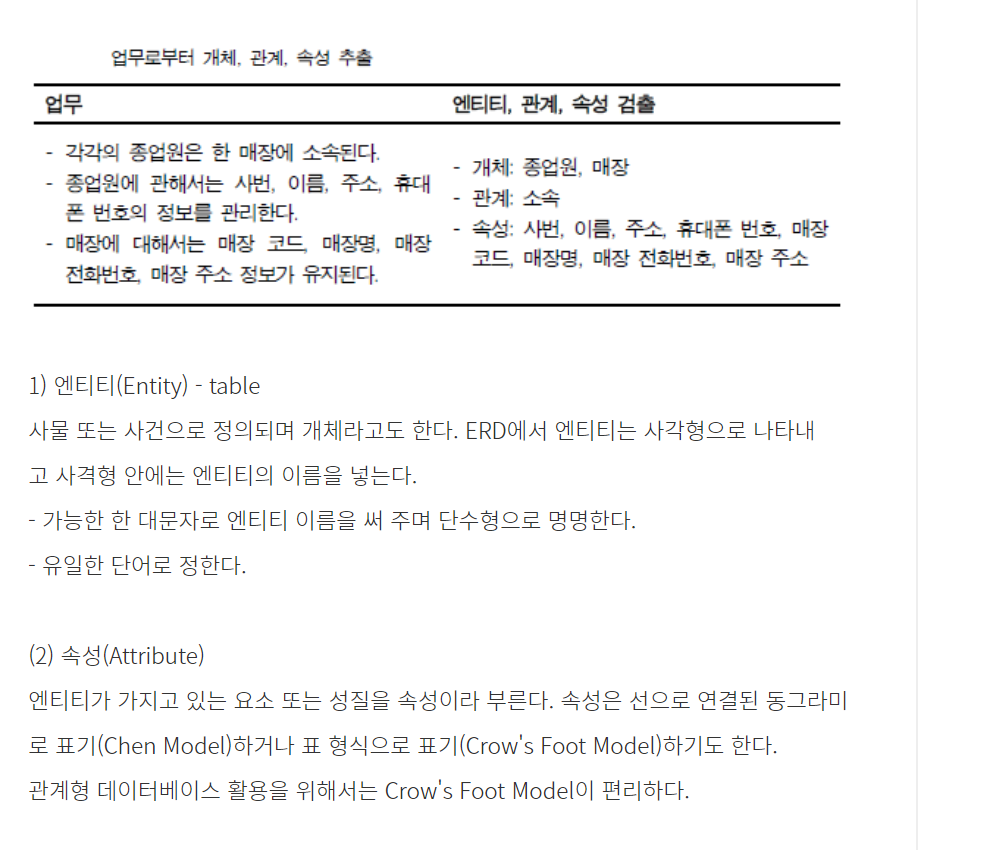 업무로부터 개체, 관계, 속성 추출
업무
엔티티, 관계, 속성 검출
- 각각의 종업원은 한 매장에 소속된다.
- 종업원에 관해서는 사번, 이름, 주소, 휴대
폰 번호의 정보를 관리한다.
- 매장에 대해서는 매장 코드, 매장명, 매장
전화번호, 매장 주소 정보가 유지된다.
- 개체: 종업원, 매장
- 관계: 소속
- 속성: 사번, 이름, 주소, 휴대폰 번호, 매장
코드, 매장명, 매장 전화번호, 매장 주소
1) 엔티티(Entity) - table
사물 또는 사건으로 정의되며 개체라고도 한다. ERD에서 엔티티는 사각형으로 나타내
고 사격형 안에는 엔티티의 이름을 넣는다.
- 가능한 한 대문자로 엔티티 이름을 써 주며 단수형으로 명명한다.
- 유일한 단어로 정한다.
(2) 속성(Attribute)
엔티티가 가지고 있는 요소 또는 성질을 속성이라 부른다. 속성은 선으로 연결된 동그라미
로 표기(Chen Model)하거나 표 형식으로 표기(Crow's Foot Model)하기도 한다.
관계형 데이터베이스 활용을 위해서는 Crow's Foot Model이 편리하다.